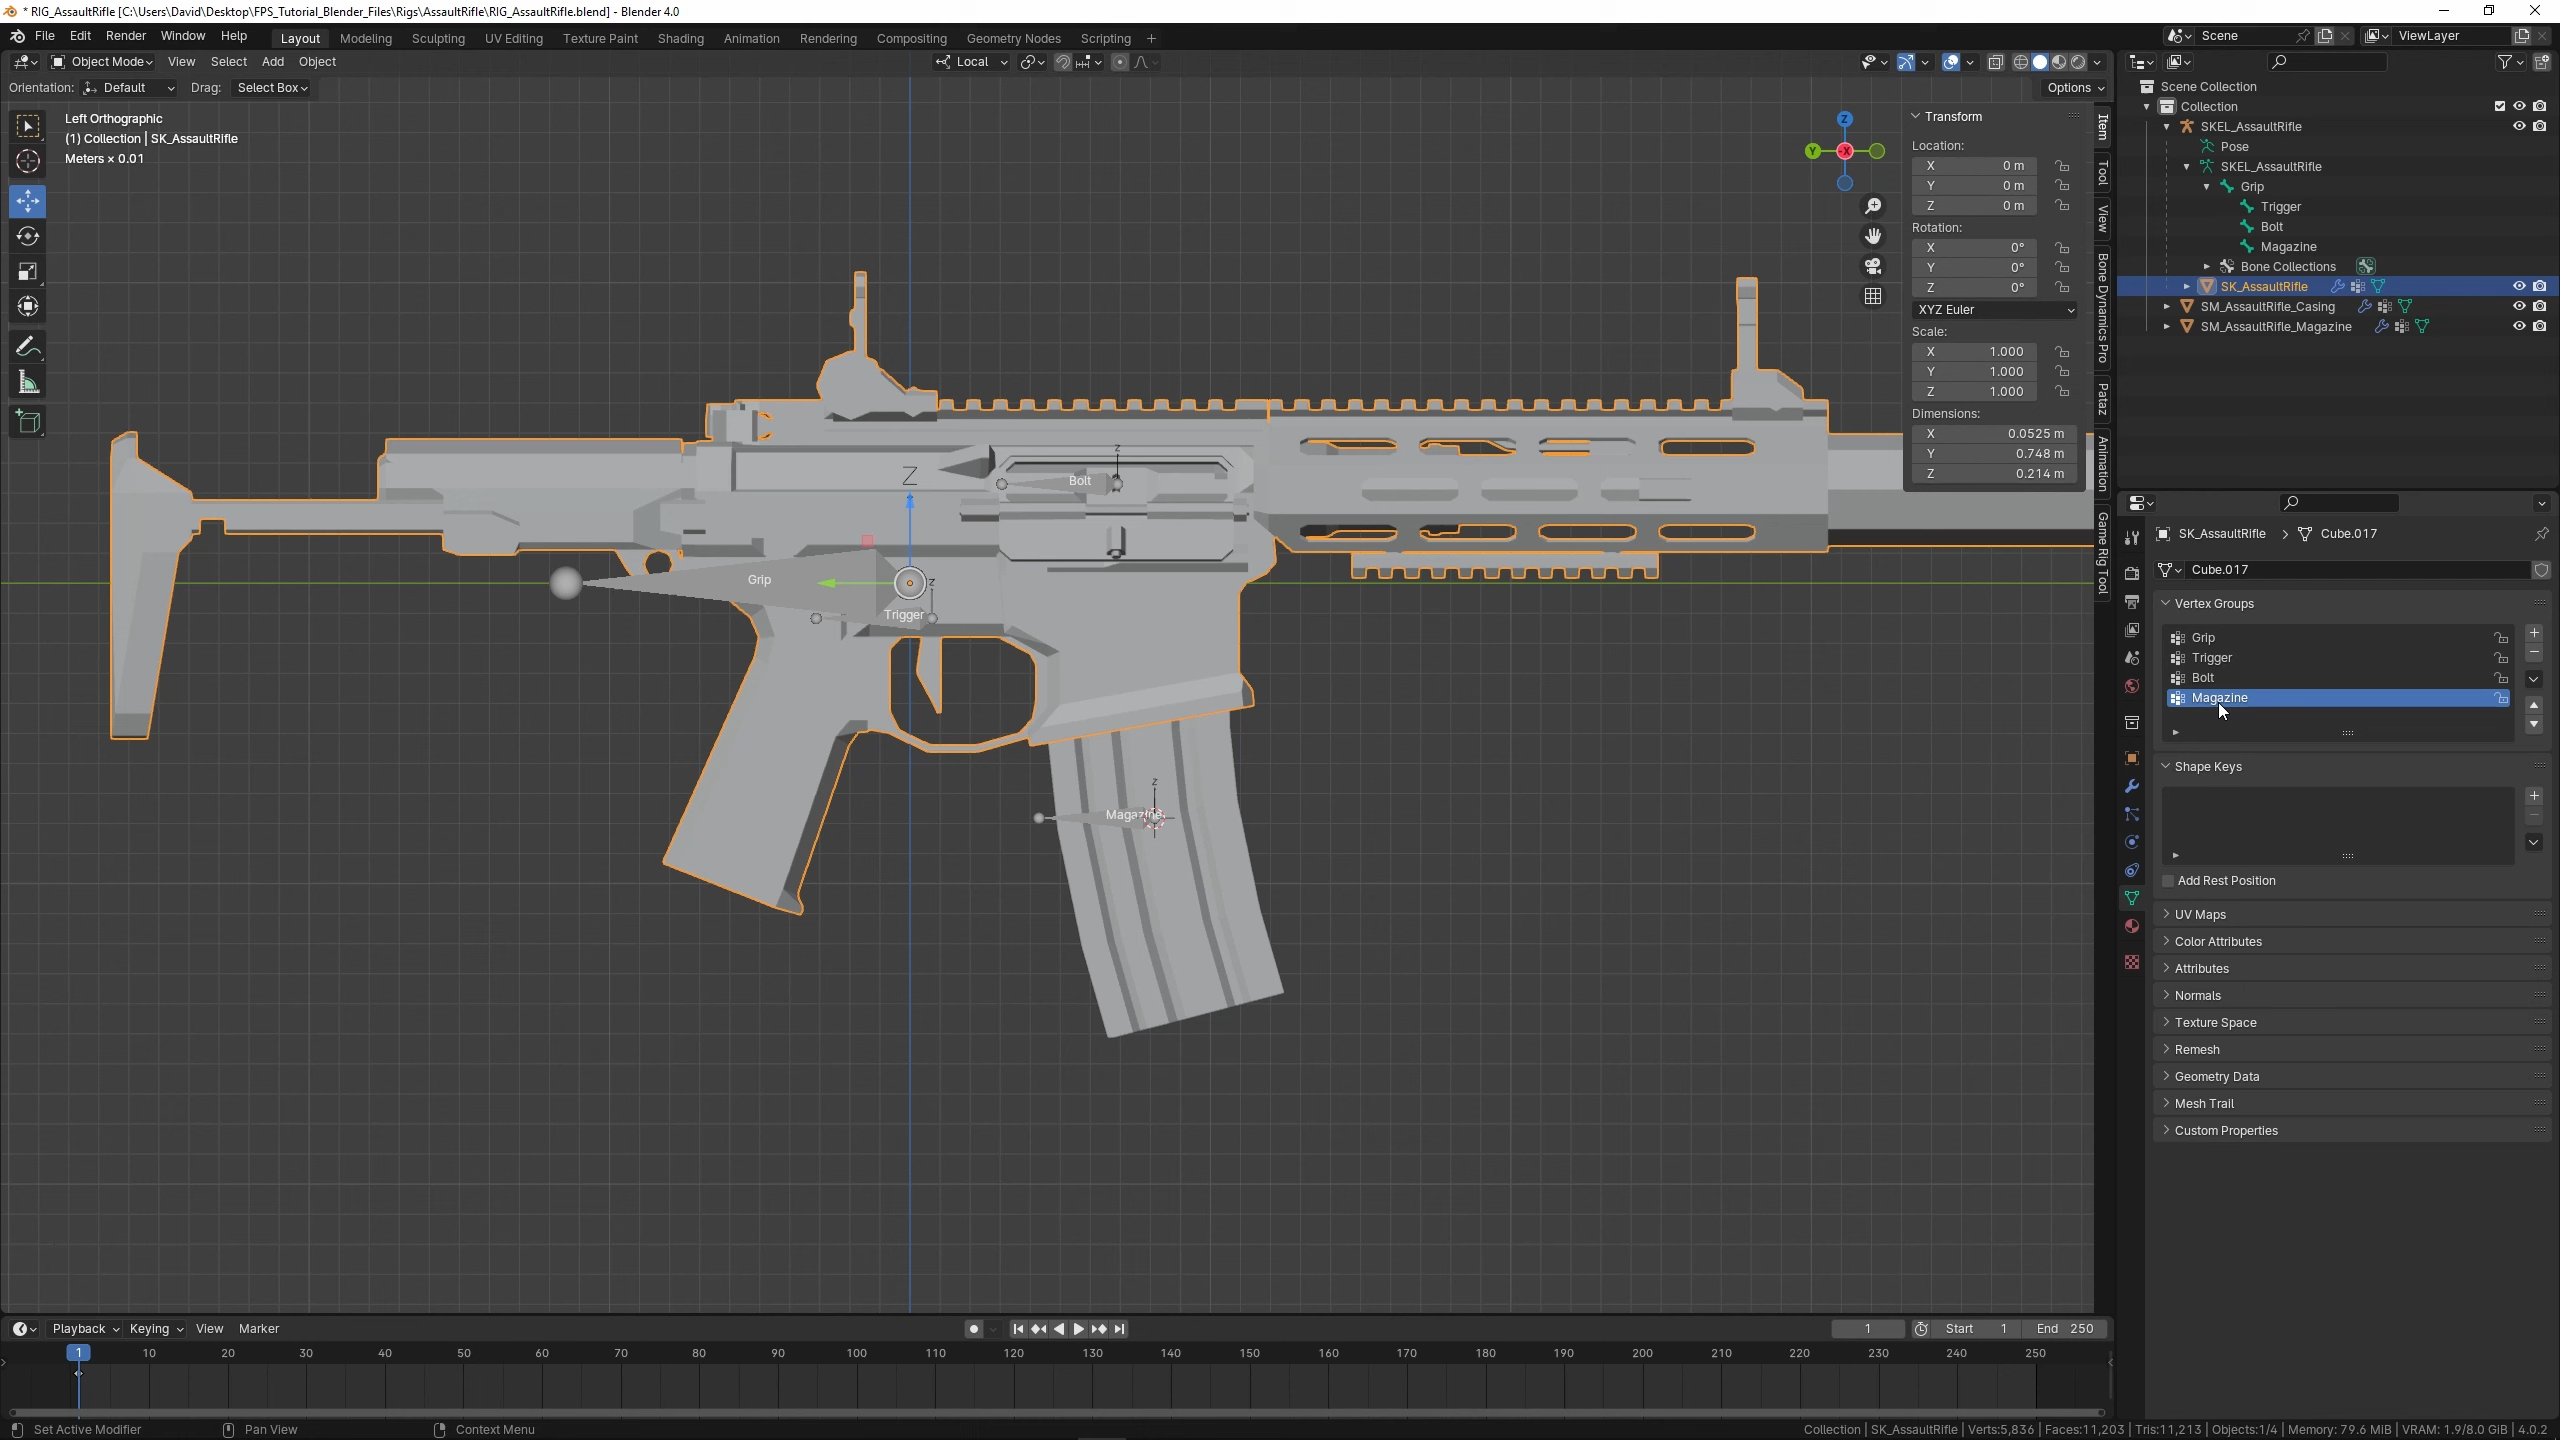 * RIG_AssaultRifle [C:\Users\David\Desktop\FPS_Tutorial_Blender_Files\Rigs\AssaultRifle\RIG_AssaultRifle.blend] - Blender 4.0
File Edit Render Window Help Layout Modeling Sculpting UV Editing Texture Paint Shading Animation Rendering Compositing Geometry Nodes Scripting + Scene ViewLayer
Object Mode View Select Add Object Local
Orientation: Default Drag: Select Box Options
Left Orthographic
(1) Collection | SK_AssaultRifle
Meters × 0.01
Z
Y
-X
Z
Bolt
z
Grip
Trigger
z
Magazine
z
Transform
Location:
X 0 m
Y 0 m
Z 0 m
Rotation:
X 0°
Y 0°
Z 0°
XYZ Euler
Scale:
X 1.000
Y 1.000
Z 1.000
Dimensions:
X 0.0525 m
Y 0.748 m
Z 0.214 m
Item
Tool
View
Bone Dynamics Pro
Pataz
Animation
Game Rig Tool
Scene Collection
Collection
SKEL_AssaultRifle
Pose
SKEL_AssaultRifle
Grip
Trigger
Bolt
Magazine
Bone Collections
SK_AssaultRifle
SM_AssaultRifle_Casing
SM_AssaultRifle_Magazine
SK_AssaultRifle > Cube.017
Cube.017
Vertex Groups
Grip
Trigger
Bolt
Magazine
Shape Keys
Add Rest Position
UV Maps
Color Attributes
Attributes
Normals
Texture Space
Remesh
Geometry Data
Mesh Trail
Custom Properties
Playback Keying View Marker 1 Start 1 End 250
1 10 20 30 40 50 60 70 80 90 100 110 120 130 140 150 160 170 180 190 200 210 220 230 240 250
Set Active Modifier Pan View Context Menu Collection | SK_AssaultRifle | Verts:5,836 | Faces:11,203 | Tris:11,213 | Objects:1/4 | Memory: 79.6 MiB | VRAM: 1.9/8.0 GiB | 4.0.2